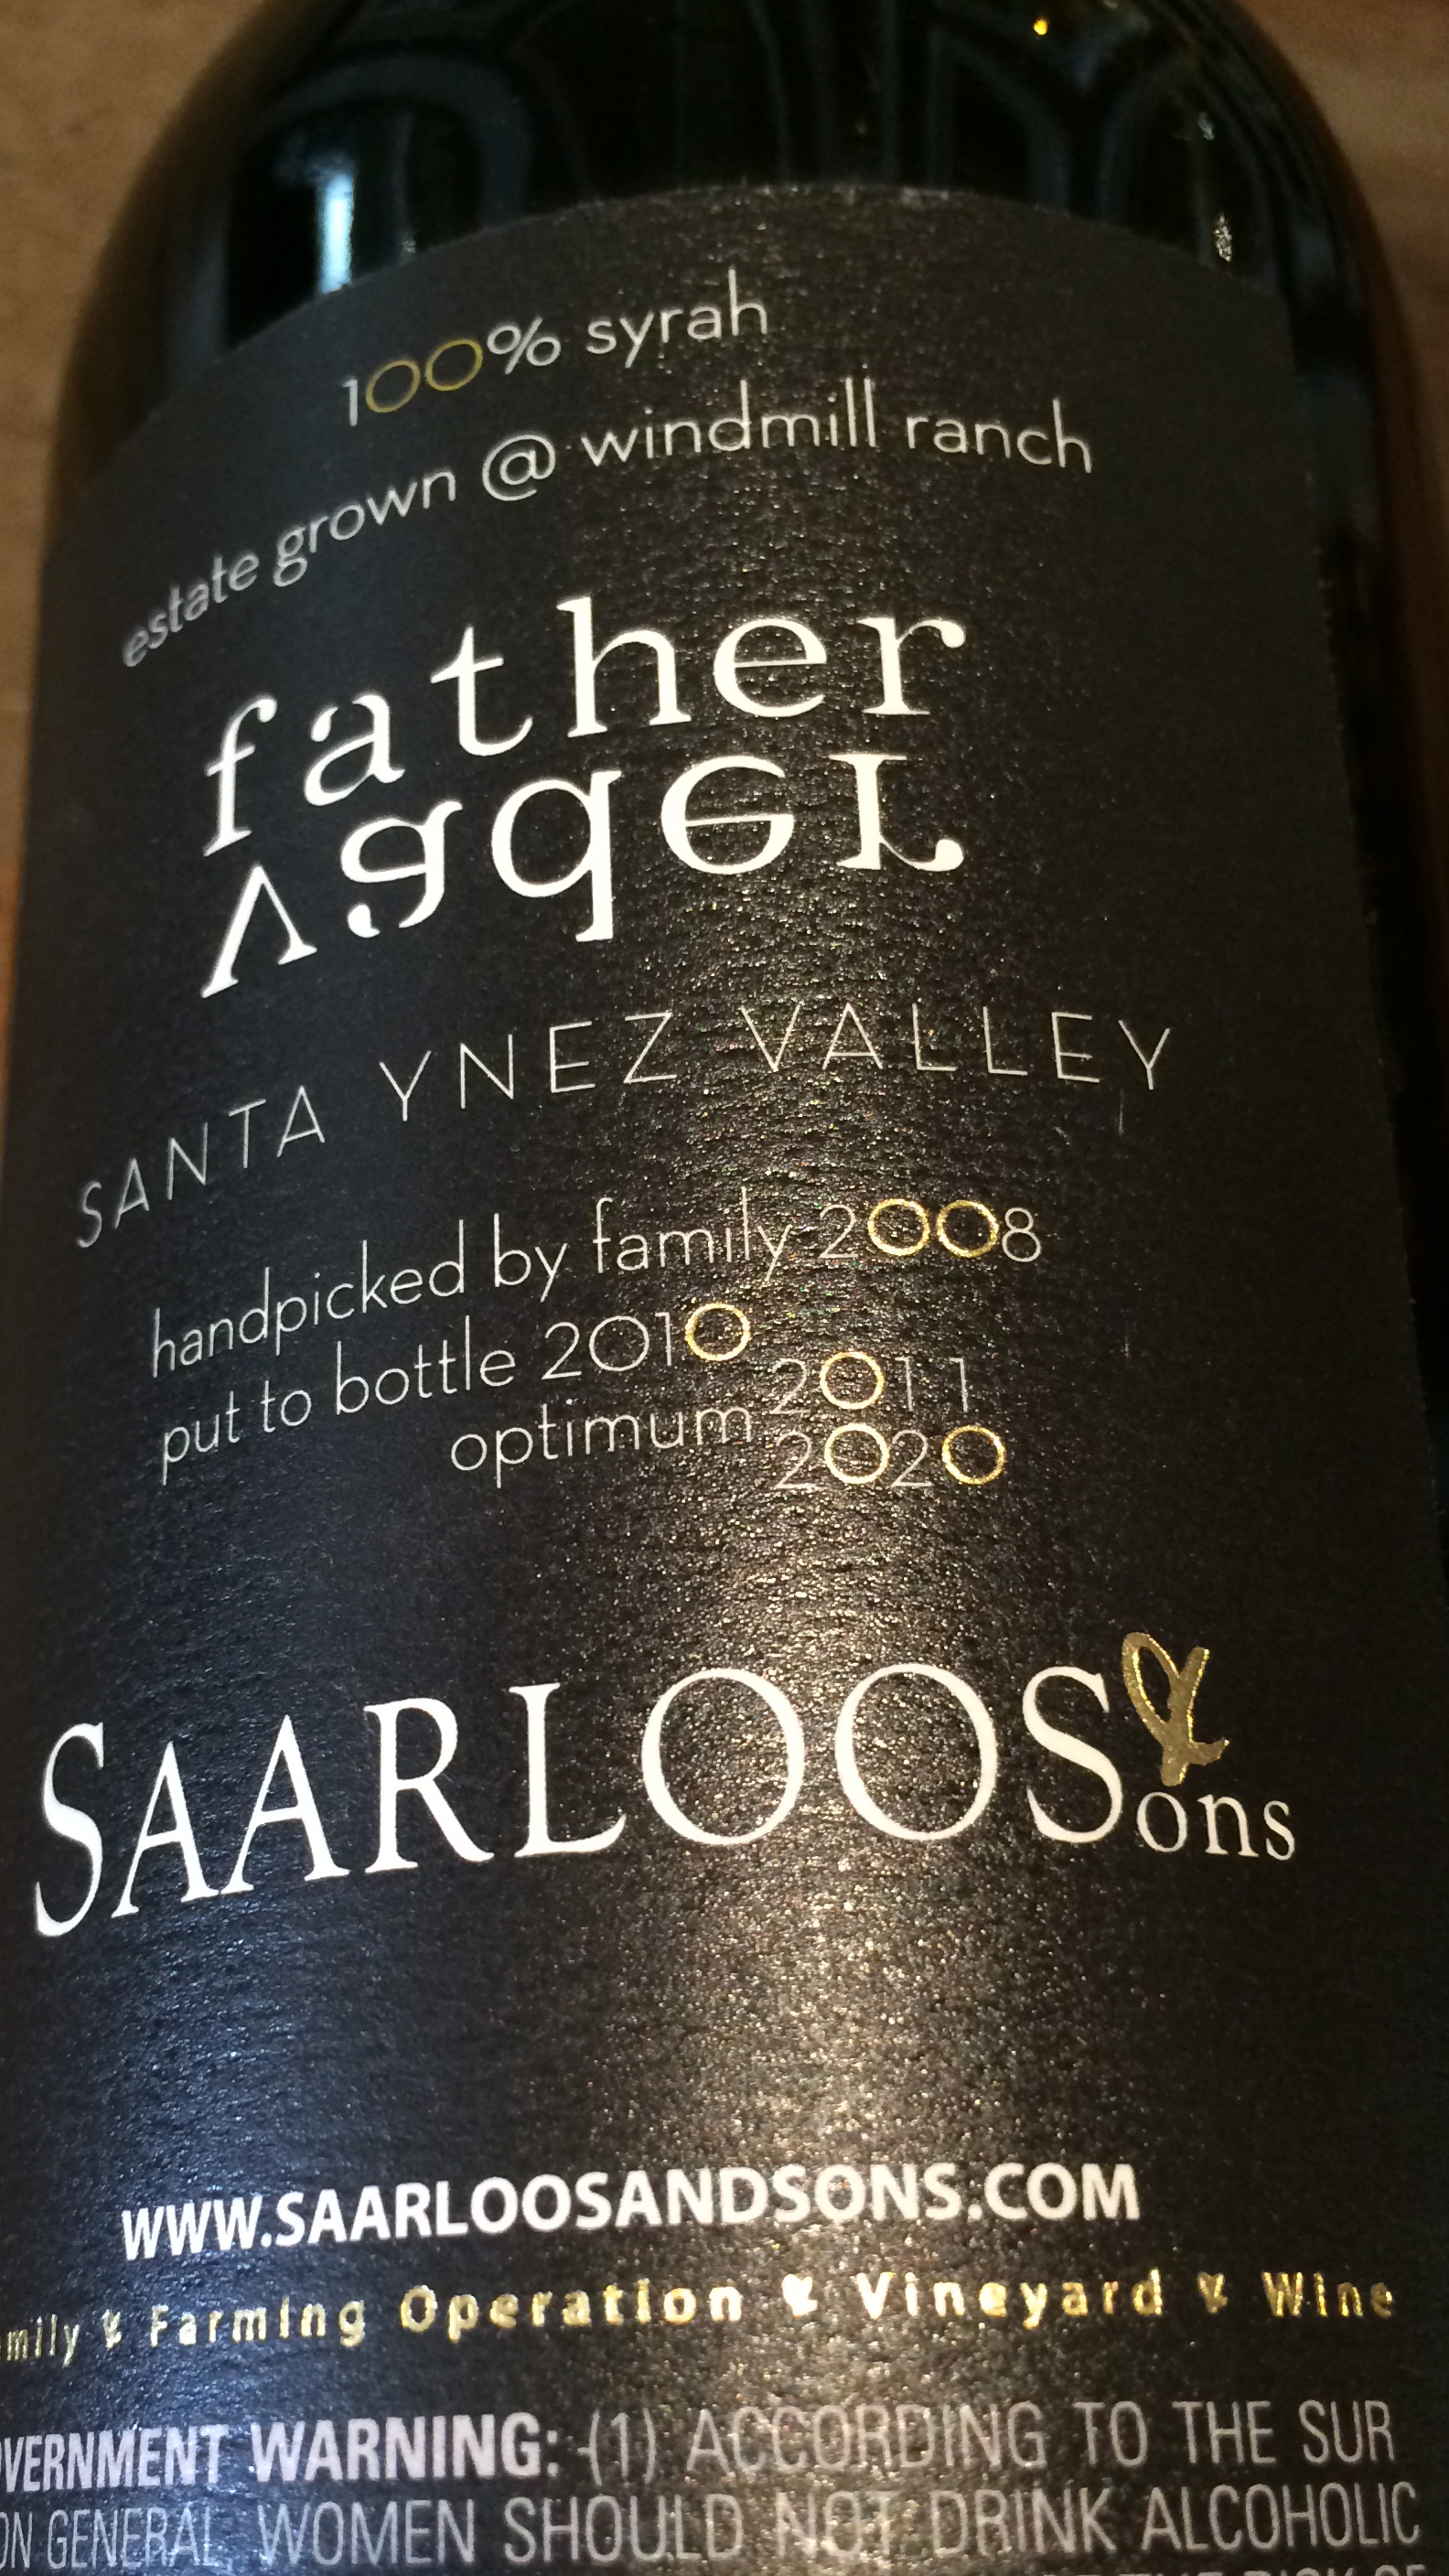 100% syrah
estate grown @ windmill ranch
father
vader
SANTA YNEZ VALLEY
handpicked by family 2008
put to bottle 2010
optimum 2011
2020
SAARLOOS & ons
WWW.SAARLOOSANDSONS.COM
mily & Farming Operation & Vineyard & Wine
OVERNMENT WARNING: (1) ACCORDING TO THE SUR
ON GENERAL, WOMEN SHOULD NOT DRINK ALCOHOLIC